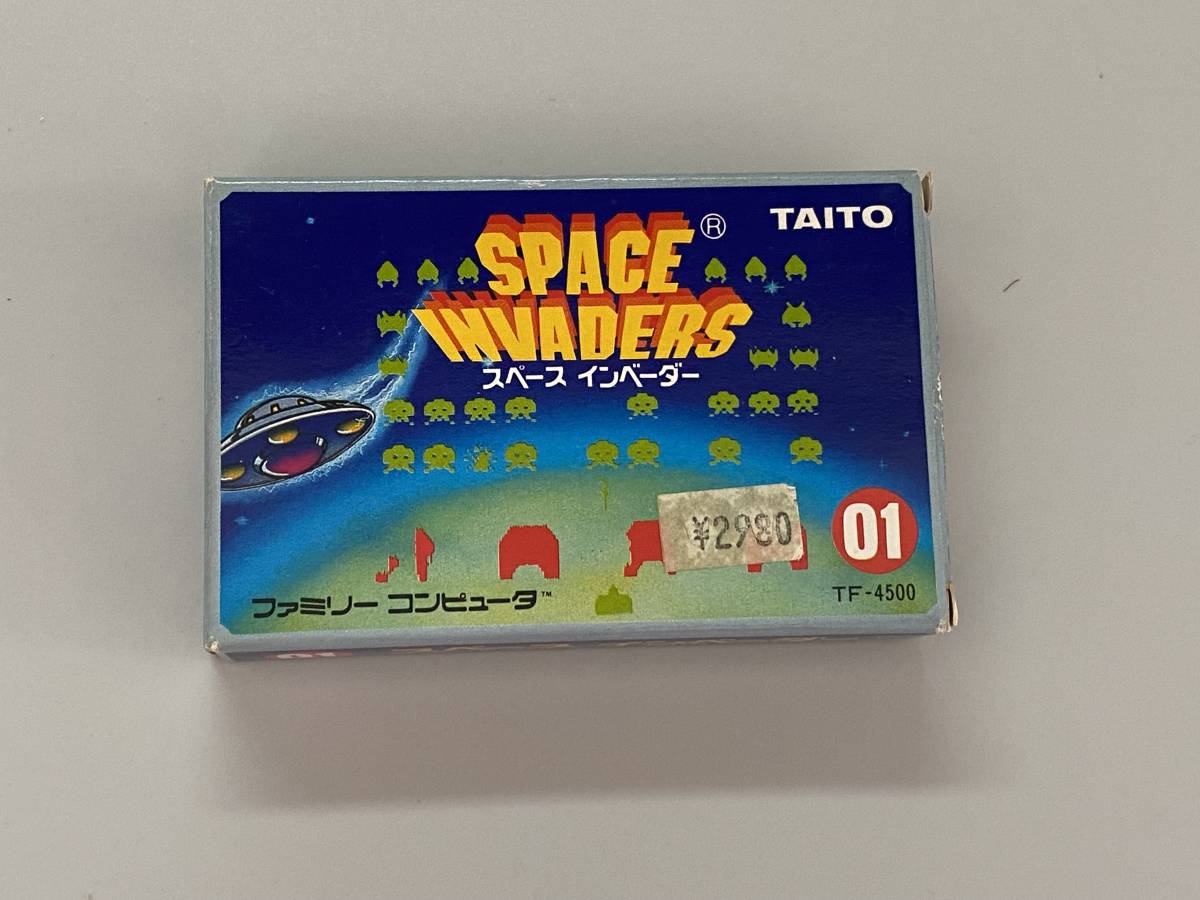 SPACE ®
TAITO
INVADERS
スペース インベーダー
¥2980
01
ファミリー コンピュータ™
TF-4500
01